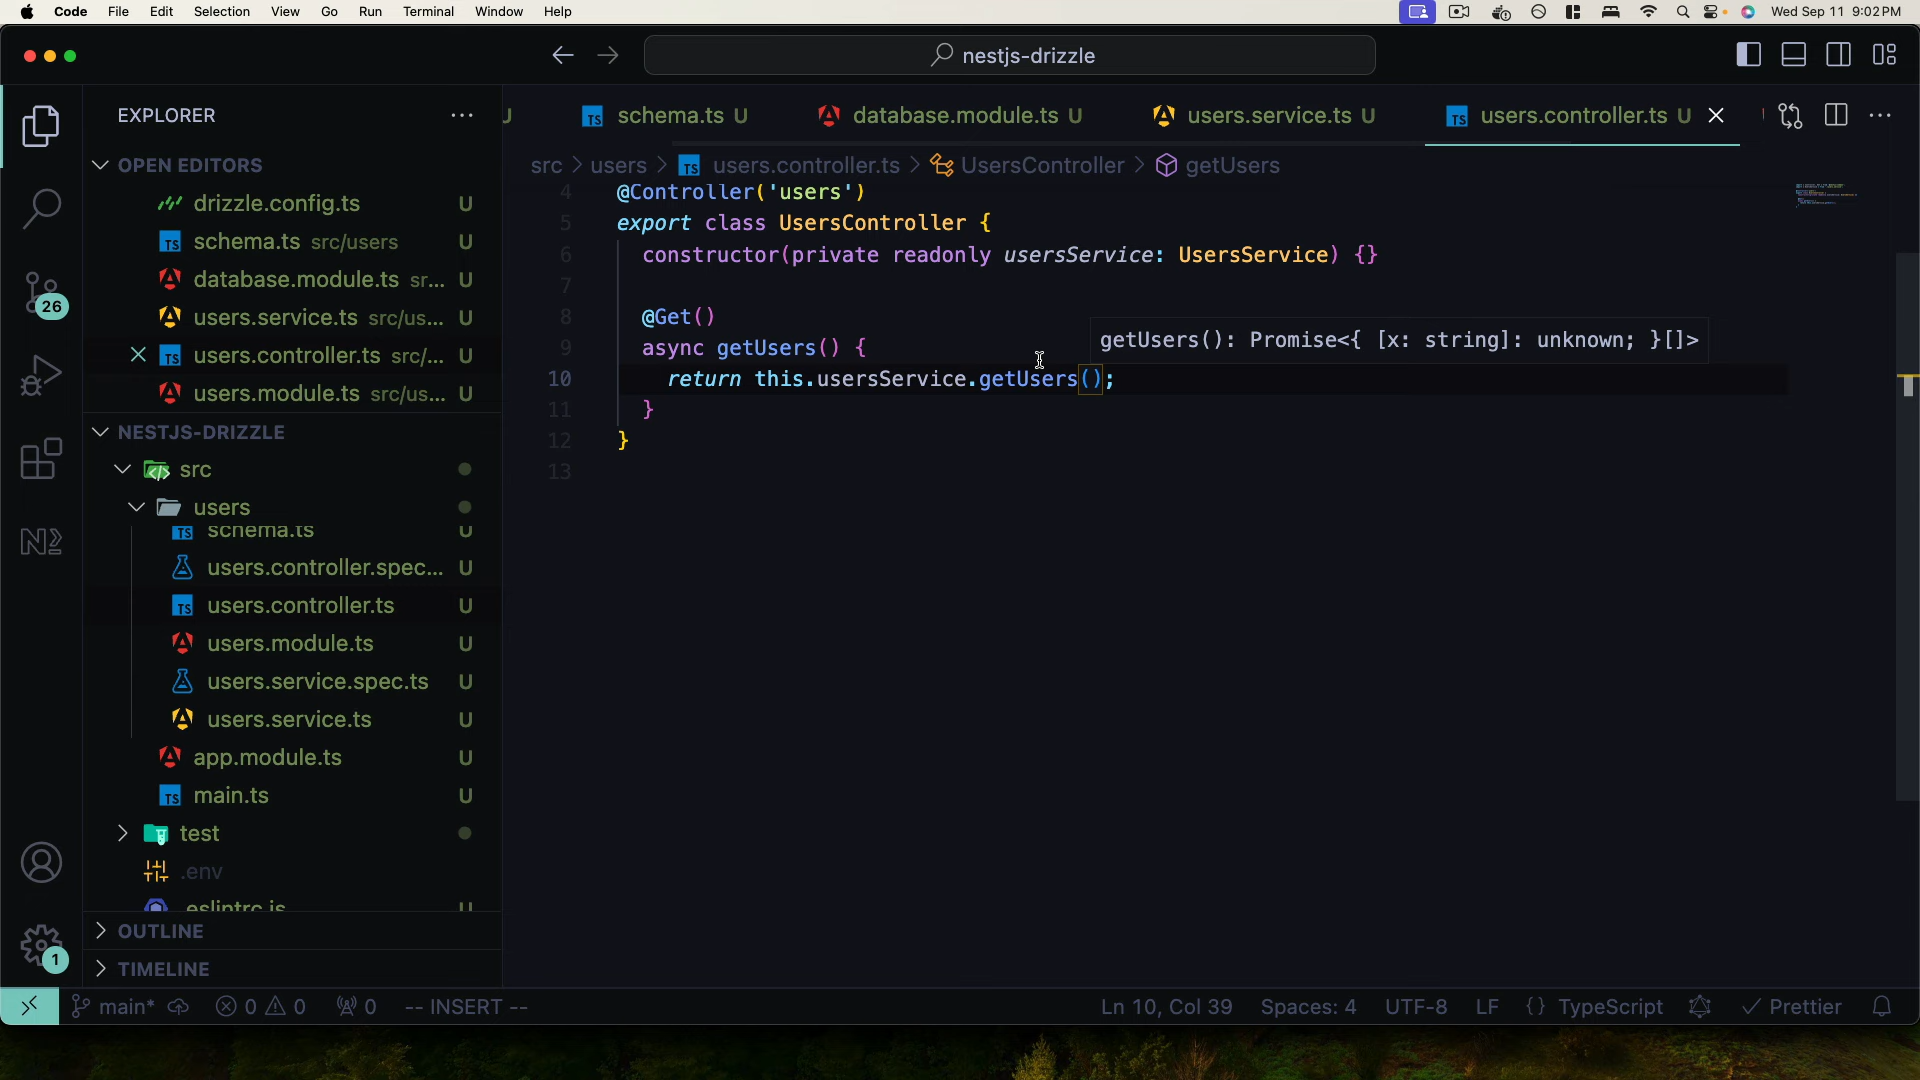 Code File Edit Selection View Go Run Terminal Window Help Wed Sep 11 9:02 PM
nestjs-drizzle
EXPLORER
OPEN EDITORS
drizzle.config.ts U
schema.ts src/users U
database.module.ts sr... U
users.service.ts src/us... U
users.controller.ts src/... U
users.module.ts src/us... U
NESTJS-DRIZZLE
src
users
schema.ts U
users.controller.spec... U
users.controller.ts U
users.module.ts U
users.service.spec.ts U
users.service.ts U
app.module.ts U
main.ts U
test
.env
eslintrc.js U
OUTLINE
TIMELINE
26
1
U schema.ts U database.module.ts U users.service.ts U users.controller.ts U
src > users > TS users.controller.ts > UsersController > getUsers
4 @Controller('users')
5 export class UsersController {
6 constructor(private readonly usersService: UsersService) {}
7
8 @Get()
9 async getUsers() {
getUsers(): Promise<{ [x: string]: unknown; }[]>
10 return this.usersService.getUsers();
11 }
12 }
13
main* 0 0 0 -- INSERT -- Ln 10, Col 39 Spaces: 4 UTF-8 LF {} TypeScript Prettier